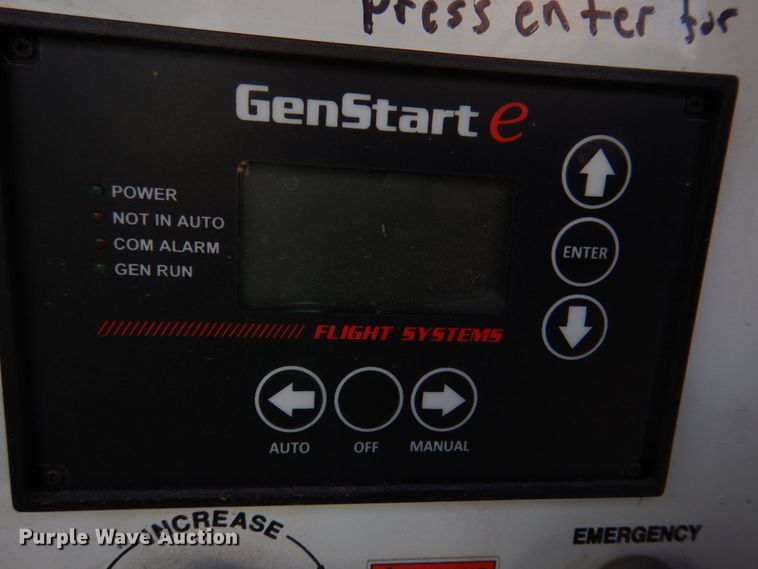 press enter for
GenStart e
POWER
NOT IN AUTO
COM ALARM
GEN RUN
ENTER
FLIGHT SYSTEMS
AUTO
OFF
MANUAL
INCREASE
EMERGENCY
Purple Wave Auction